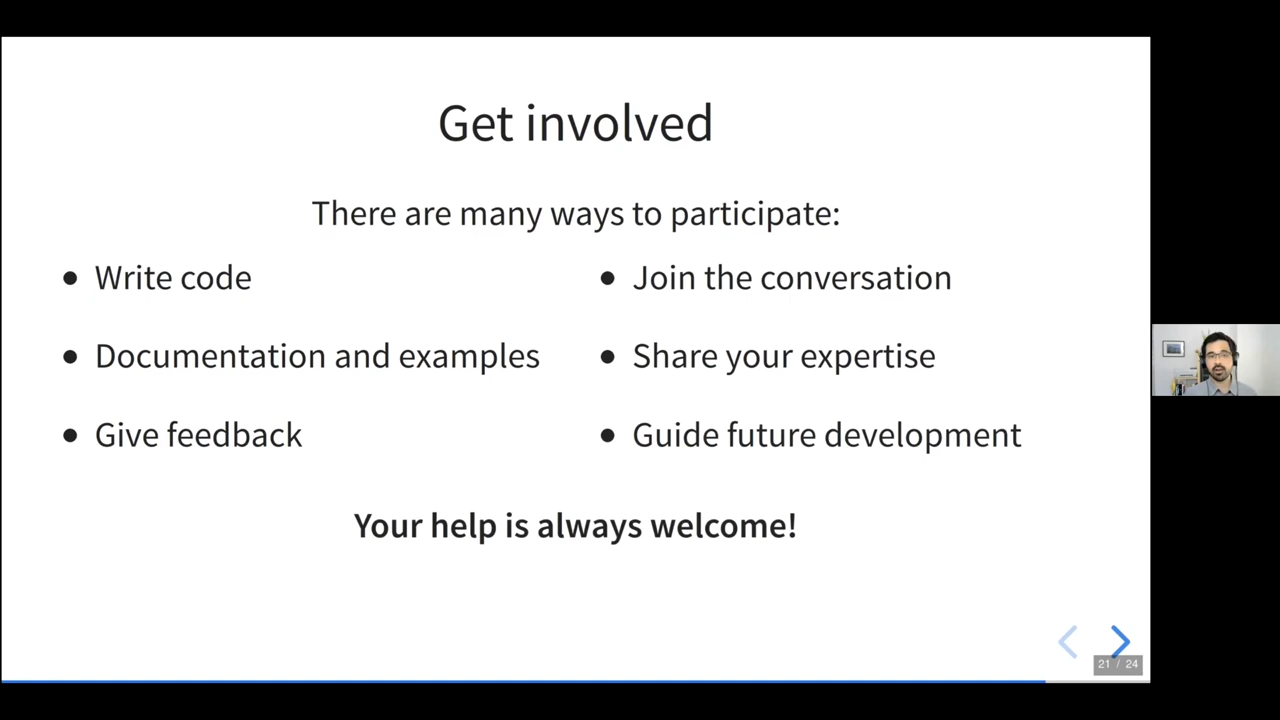 Get involved
There are many ways to participate:
• Write code
• Documentation and examples
• Give feedback
• Join the conversation
• Share your expertise
• Guide future development
Your help is always welcome!
21 / 24